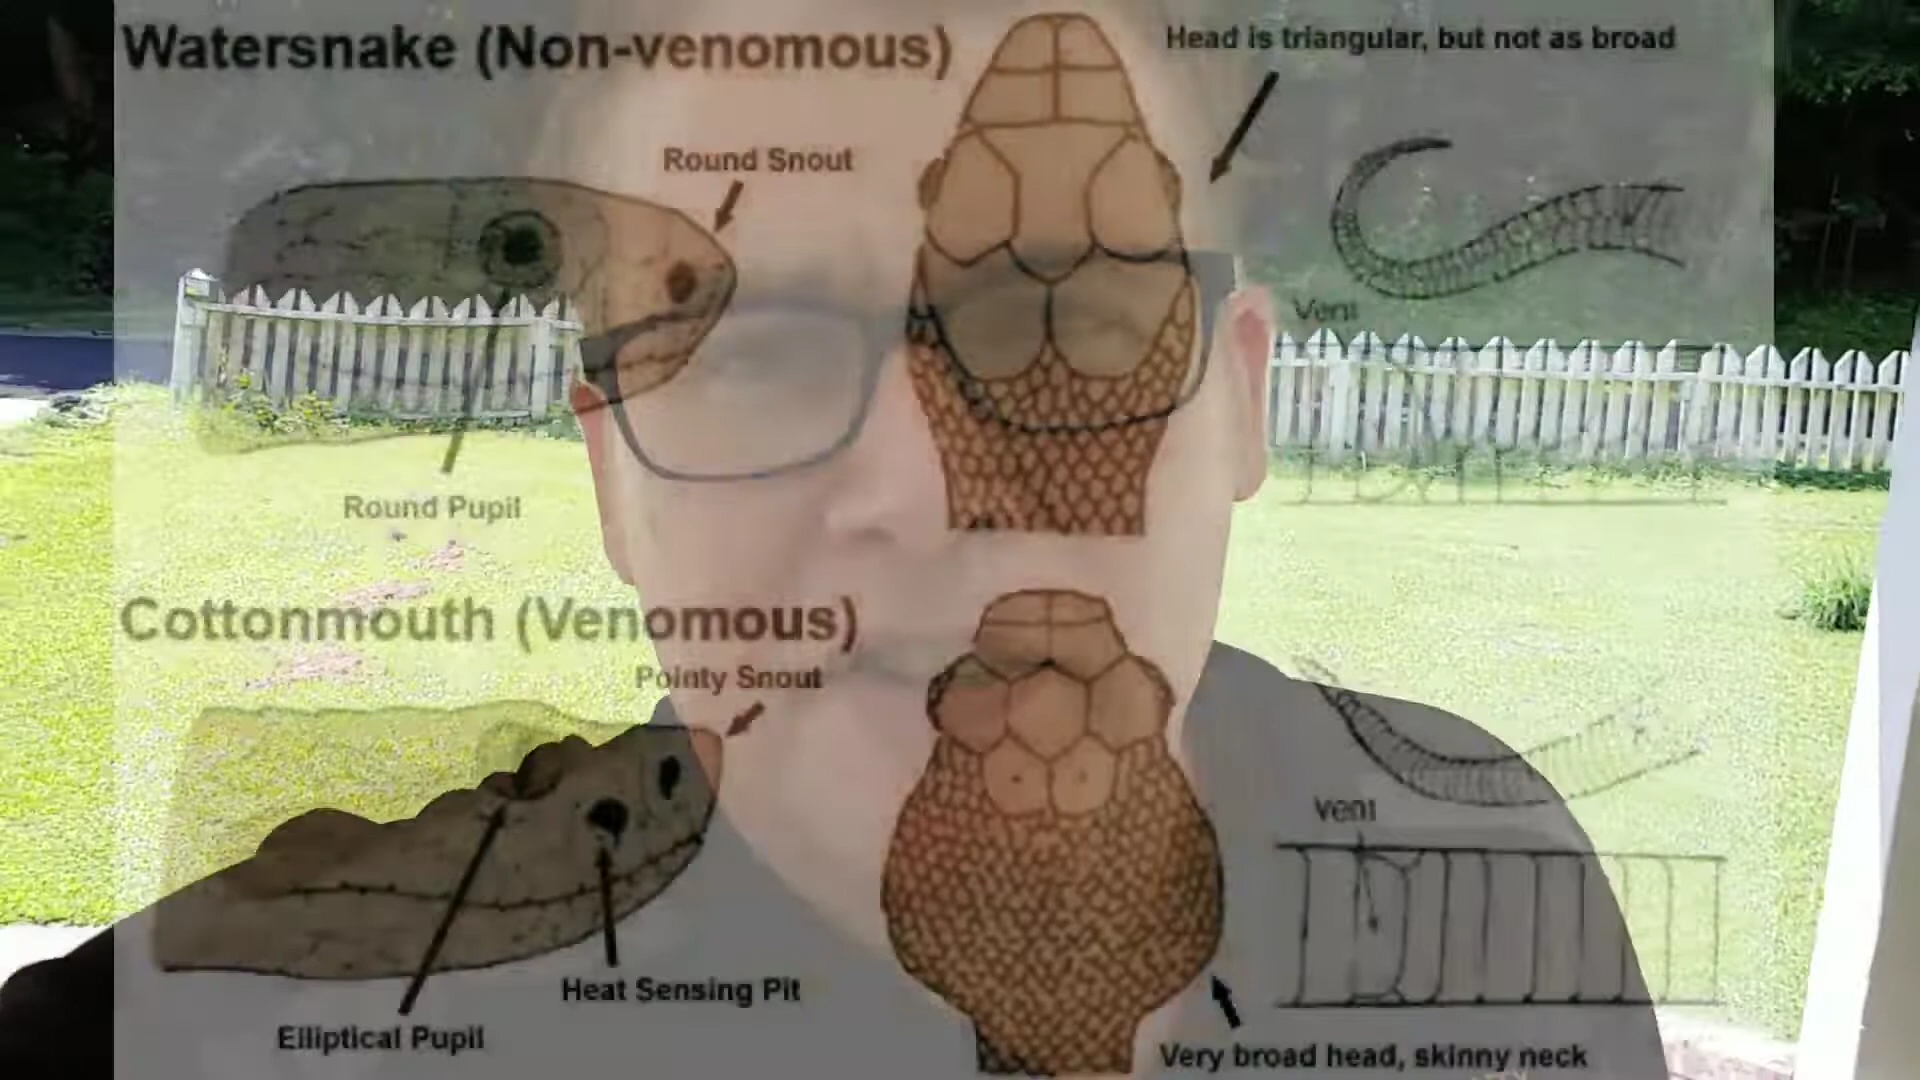 Watersnake (Non-venomous)
Head is triangular, but not as broad
Round Snout
Vent
Round Pupil
Cottonmouth (Venomous)
Pointy Snout
Vent
Heat Sensing Pit
Elliptical Pupil
Very broad head, skinny neck